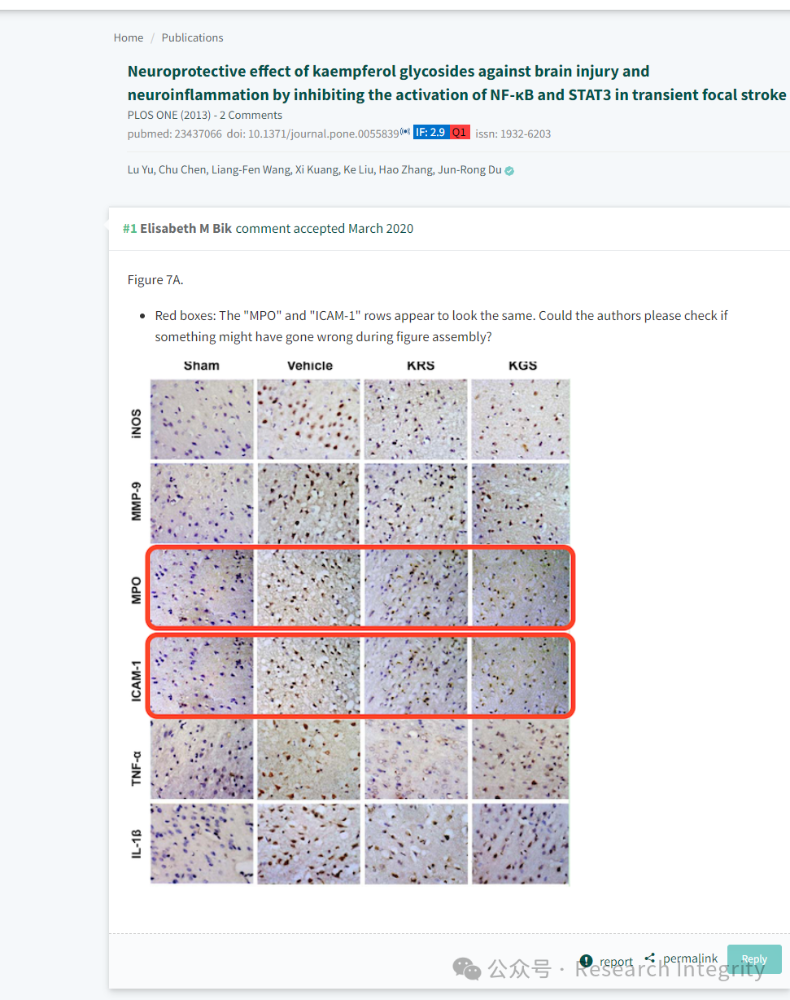 Home / Publications
Neuroprotective effect of kaempferol glycosides against brain injury and
neuroinflammation by inhibiting the activation of NF-κB and STAT3 in transient focal stroke
PLOS ONE (2013) - 2 Comments
pubmed: 23437066 doi: 10.1371/journal.pone.0055839 IF: 2.9 Q1 issn: 1932-6203
Lu Yu, Chu Chen, Liang-Fen Wang, Xi Kuang, Ke Liu, Hao Zhang, Jun-Rong Du
#1 Elisabeth M Bik comment accepted March 2020
Figure 7A.
• Red boxes: The "MPO" and "ICAM-1" rows appear to look the same. Could the authors please check if
something might have gone wrong during figure assembly?
Sham Vehicle KRS KGS
iNOS
MMP-9
MPO
ICAM-1
TNF-α
IL-1β
report permalink Reply
公众号 · Research Integrity